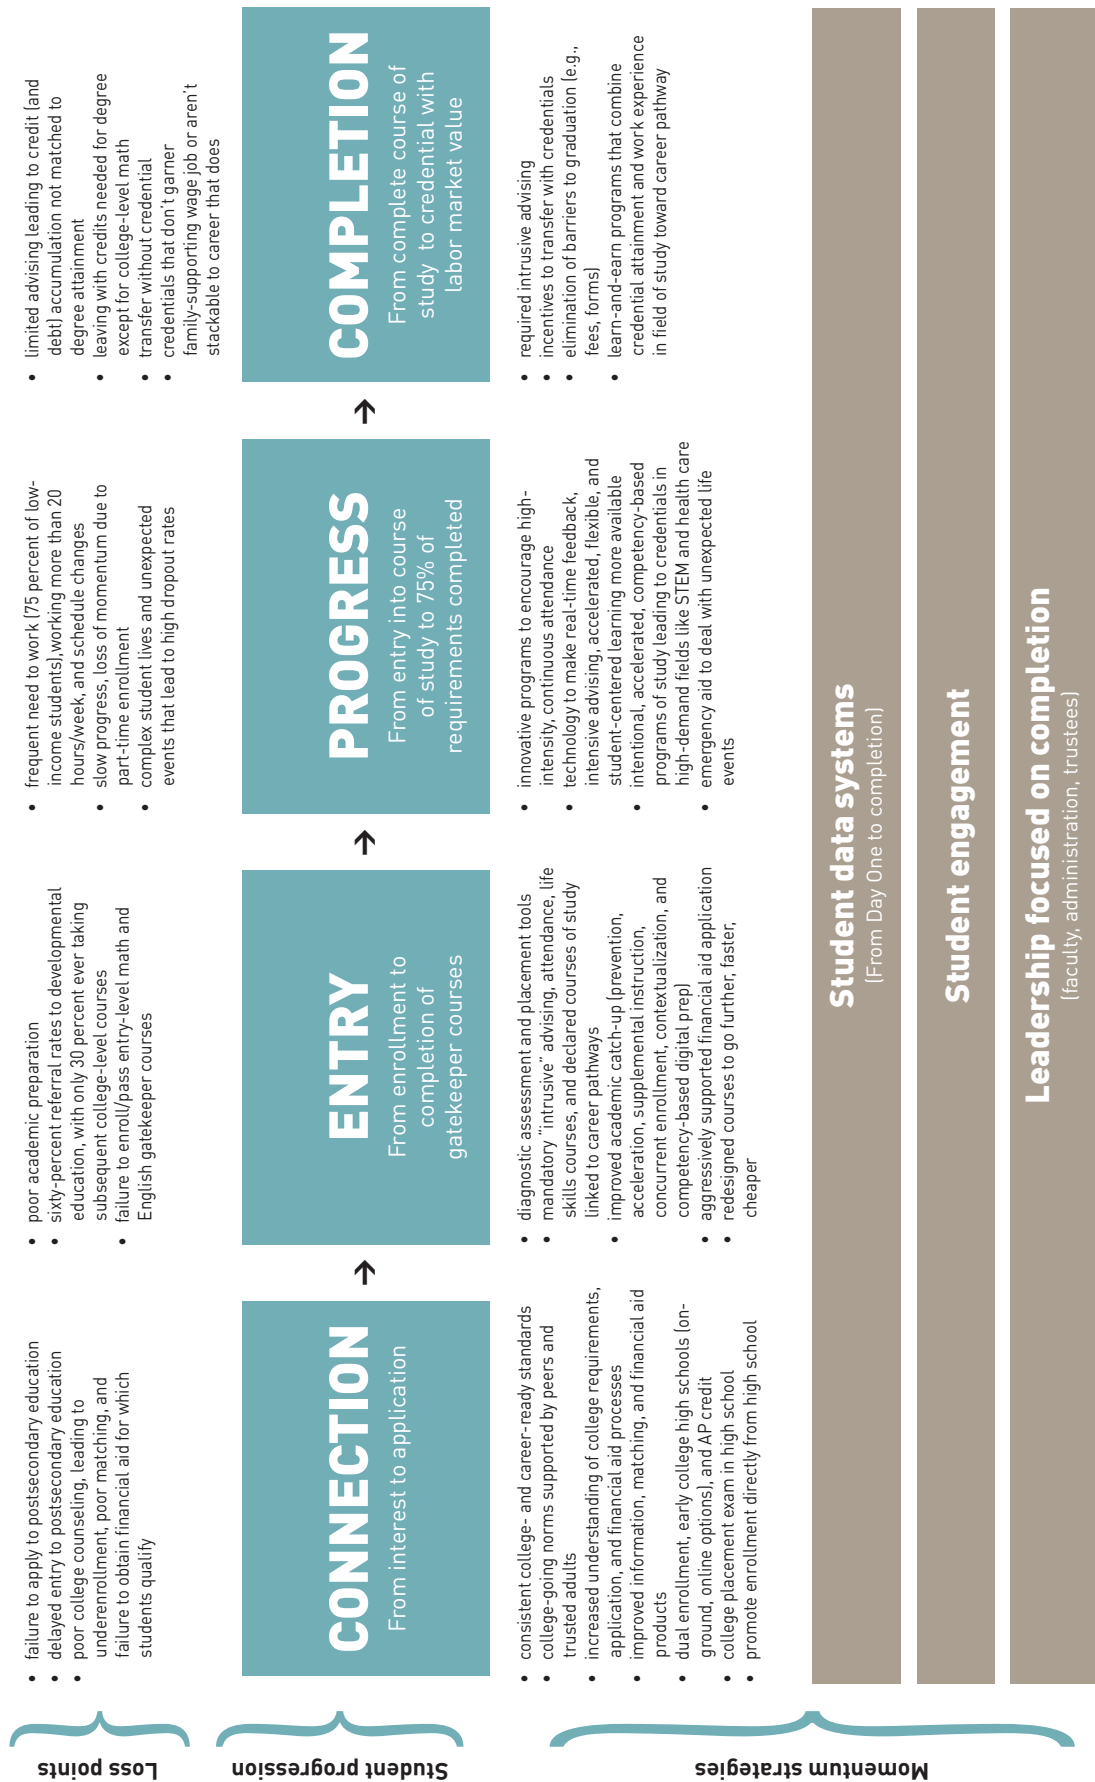 Loss points
• failure to apply to postsecondary education
• delayed entry to postsecondary education
• poor college counseling, leading to
underenrollment, poor matching, and
failure to obtain financial aid for which
students qualify
• poor academic preparation
• sixty-percent referral rates to developmental
education, with only 30 percent ever taking
subsequent college-level courses
• failure to enroll/pass entry-level math and
English gatekeeper courses
• frequent need to work (75 percent of low-
income students),working more than 20
hours/week, and schedule changes
• slow progress, loss of momentum due to
part-time enrollment
• complex student lives and unexpected
events that lead to high dropout rates
• limited advising leading to credit (and
debt) accumulation not matched to
degree attainment
• leaving with credits needed for degree
except for college-level math
• transfer without credential
• credentials that don't garner
family-supporting wage job or aren't
stackable to career that does
Student progression
CONNECTION
From interest to application
→
ENTRY
From enrollment to
completion of
gatekeeper courses
→
PROGRESS
From entry into course
of study to 75% of
requirements completed
→
COMPLETION
From complete course of
study to credential with
labor market value
Momentum strategies
• consistent college- and career-ready standards
• college-going norms supported by peers and
trusted adults
• increased understanding of college requirements,
application, and financial aid processes
• improved information, matching, and financial aid
products
• dual enrollment, early college high schools (on-
ground, online options), and AP credit
• college placement exam in high school
• promote enrollment directly from high school
• diagnostic assessment and placement tools
• mandatory “intrusive” advising, attendance, life
skills courses, and declared courses of study
linked to career pathways
• improved academic catch-up (prevention,
acceleration, supplemental instruction,
concurrent enrollment, contextualization, and
competency-based digital prep)
• aggressively supported financial aid application
• redesigned courses to go further, faster,
cheaper
• innovative programs to encourage high-
intensity, continuous attendance
• technology to make real-time feedback,
intensive advising, accelerated, flexible, and
student-centered learning more available
• intentional, accelerated, competency-based
programs of study leading to credentials in
high-demand fields like STEM and health care
• emergency aid to deal with unexpected life
events
• required intrusive advising
• incentives to transfer with credentials
• elimination of barriers to graduation (e.g.,
fees, forms)
• learn-and-earn programs that combine
credential attainment and work experience
in field of study toward career pathway
Student data systems
(From Day One to completion)
Student engagement
Leadership focused on completion
(faculty, administration, trustees)